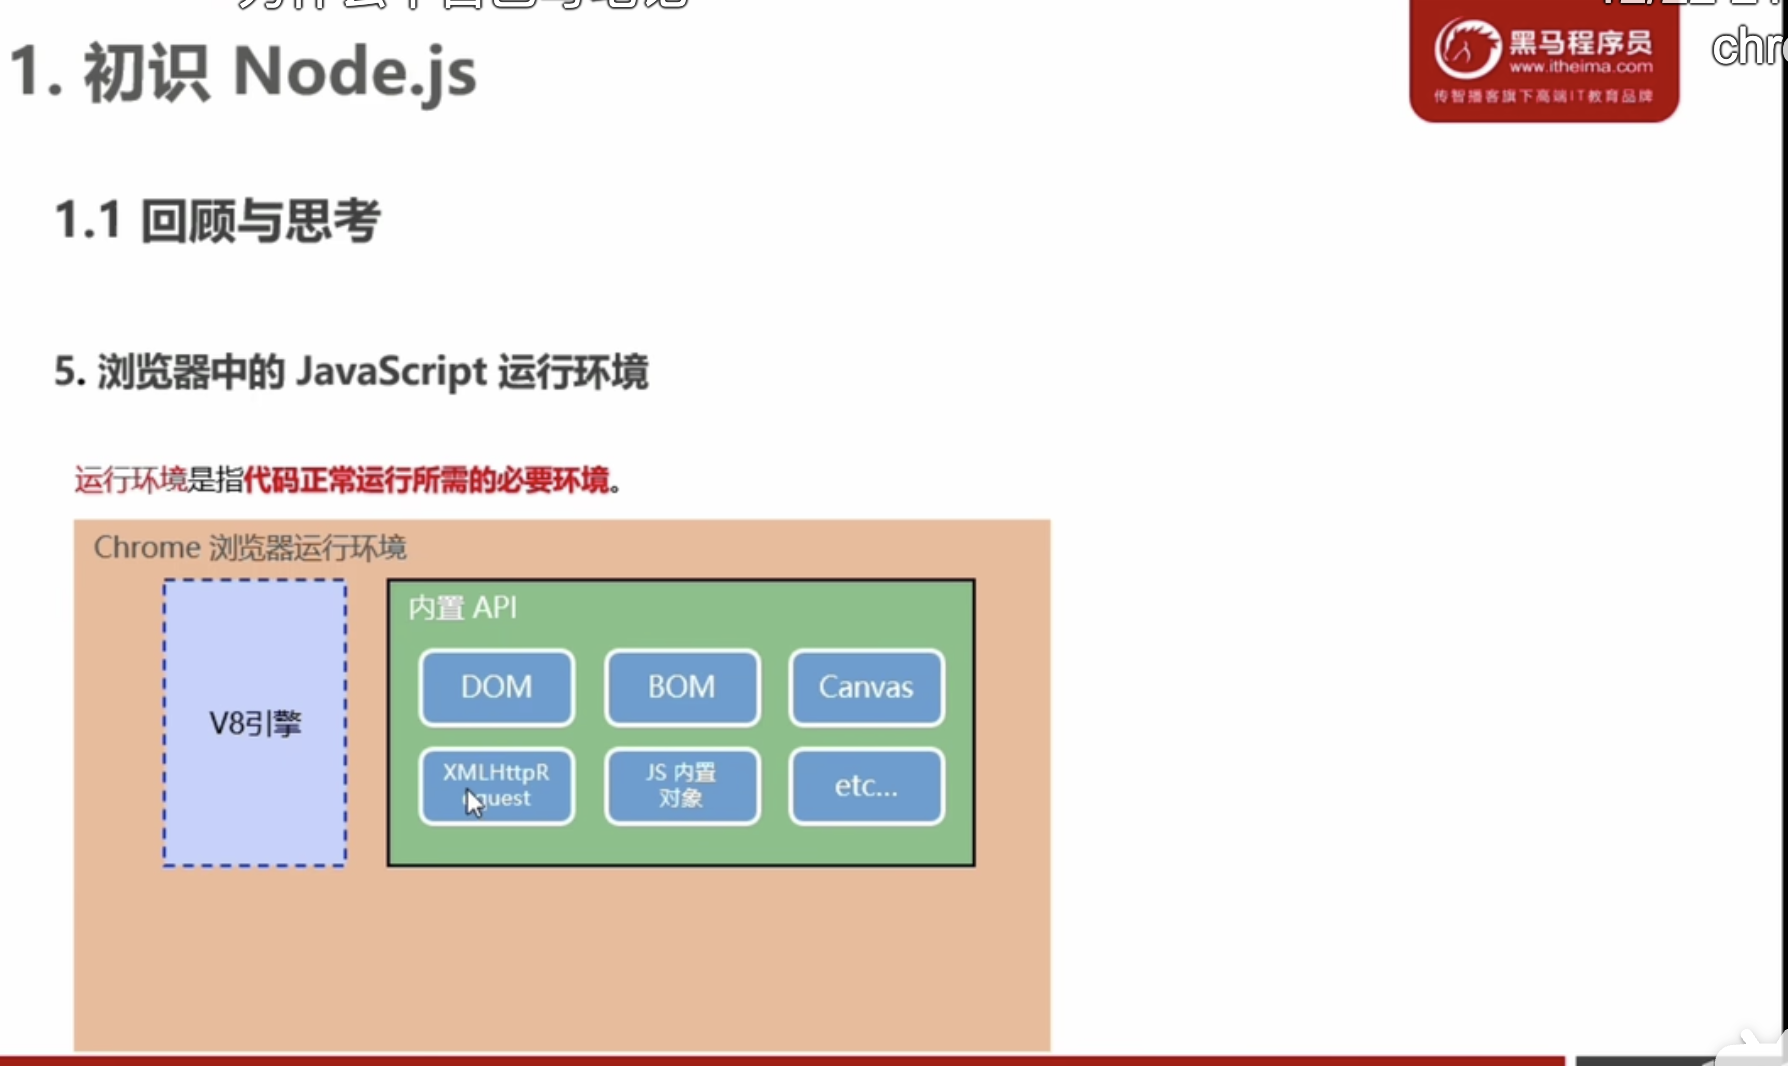 1. 初识 Node.js
黑马程序员
www.itheima.com
传智播客旗下高端IT教育品牌
chr
1.1 回顾与思考
5. 浏览器中的 JavaScript 运行环境
运行环境是指代码正常运行所需的必要环境。
Chrome 浏览器运行环境
V8引擎
内置 API
DOM
BOM
Canvas
XMLHttpR
quest
JS 内置
对象
etc...